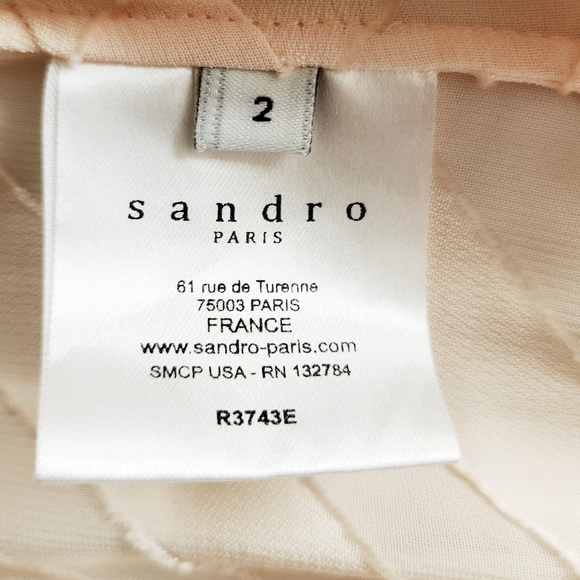 2
sandro
PARIS
61 rue de Turenne
75003 PARIS
FRANCE
www.sandro-paris.com
SMCP USA - RN 132784
R3743E